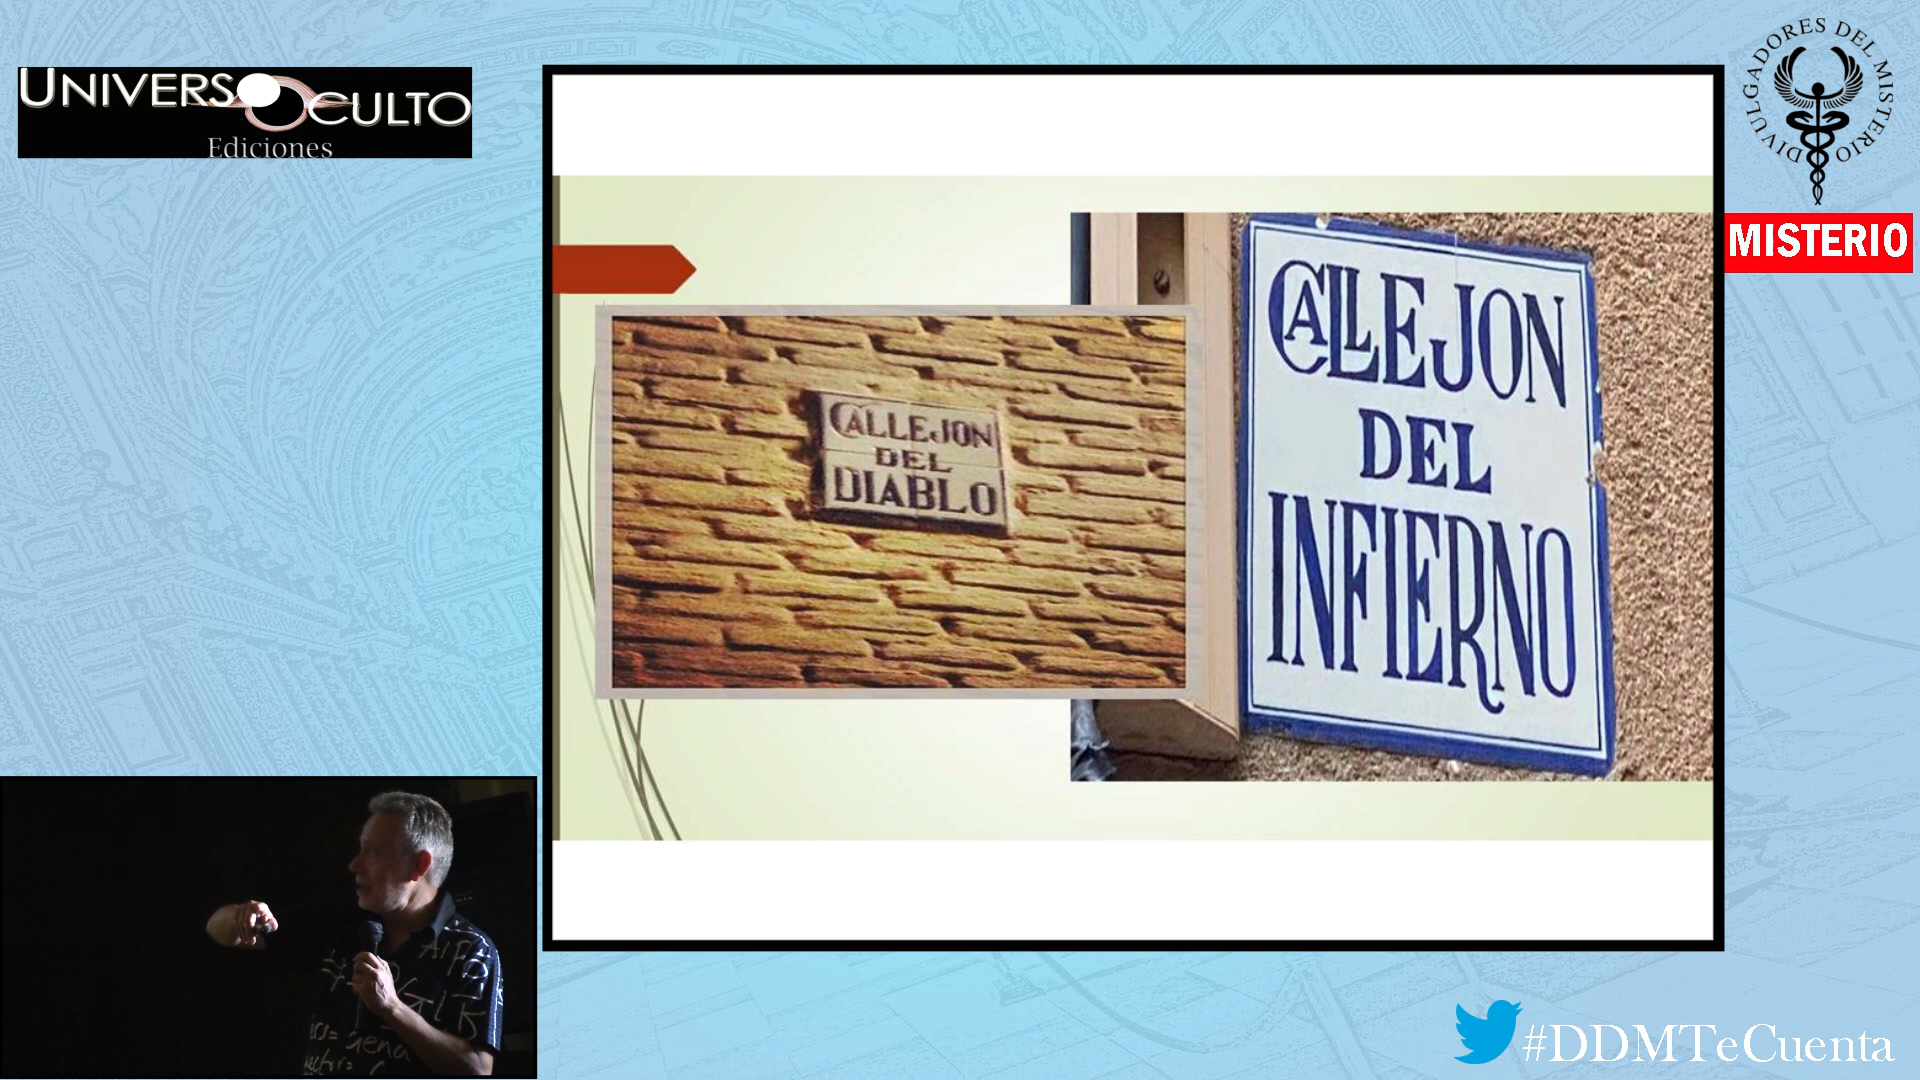 UNIVERSO OCULTO
Ediciones
DIVULGADORES DEL MISTERIO
MISTERIO
CALLEJON
DEL
DIABLO
CALLEJON
DEL
INFIERNO
#DDMTeCuenta